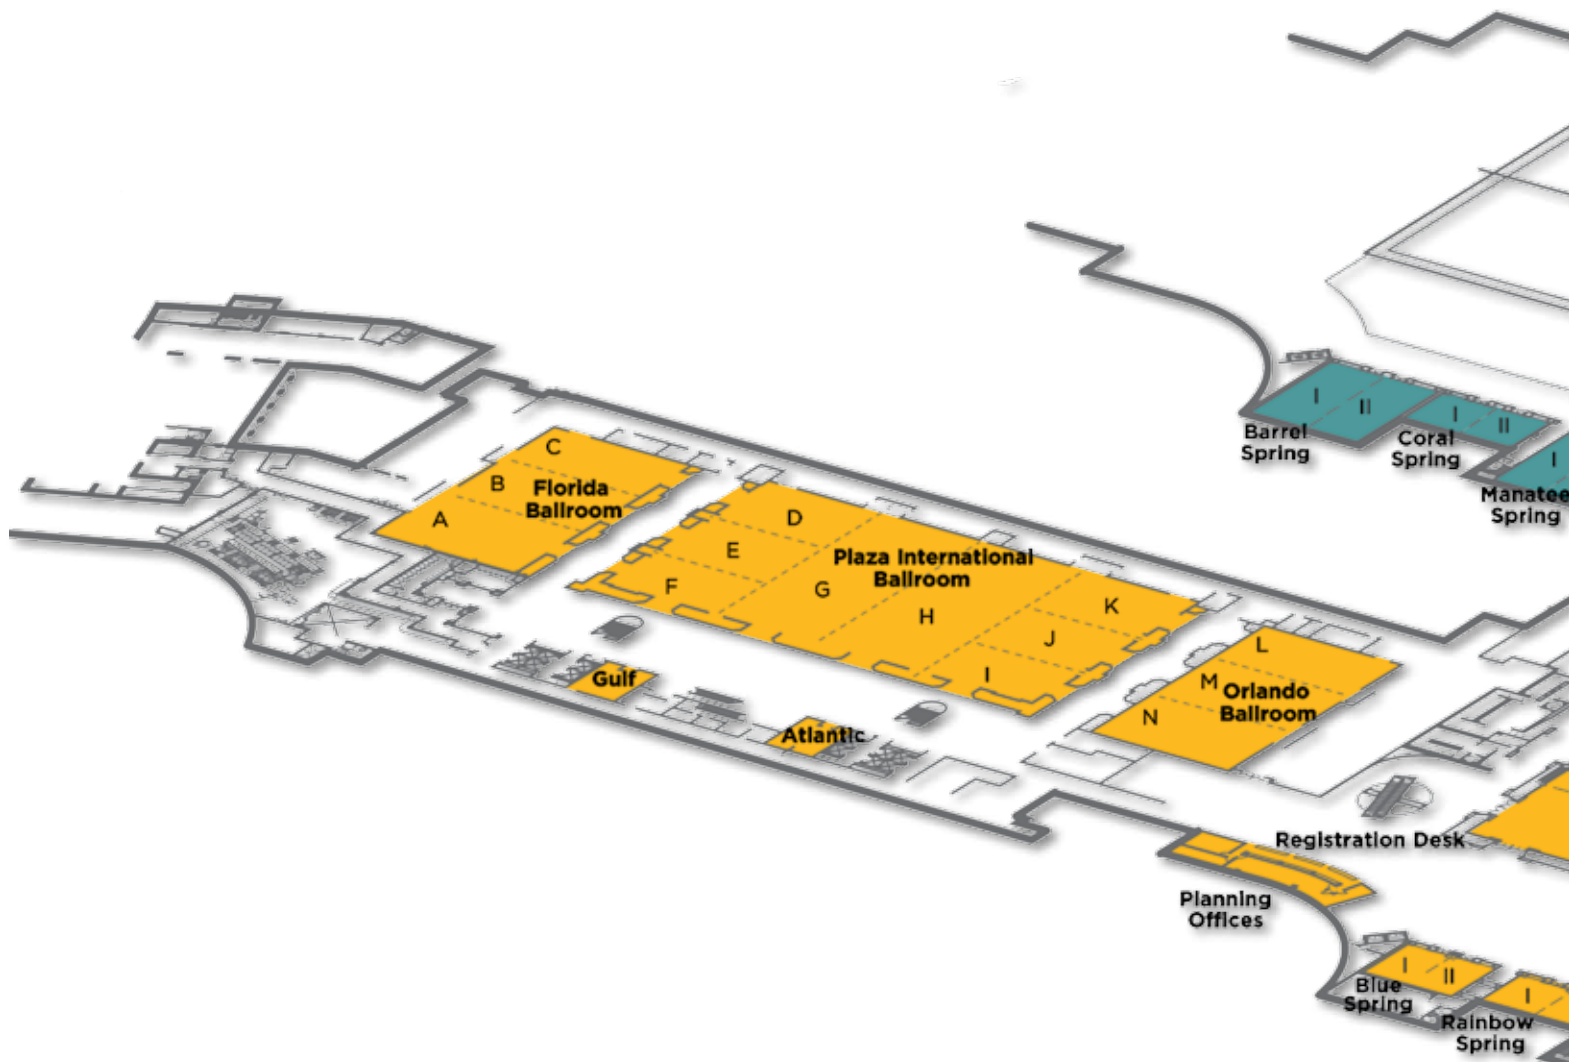 I
II
I
II
Barrel
Spring
Coral
Spring
I
Manatee
Spring
C
B
A
Florida
Ballroom
D
E
F
Plaza International
Ballroom
G
H
K
J
I
L
M
N
Orlando
Ballroom
Gulf
Atlantic
Registration Desk
Planning
Offices
I
II
Blue
Spring
I
Rainbow
Spring